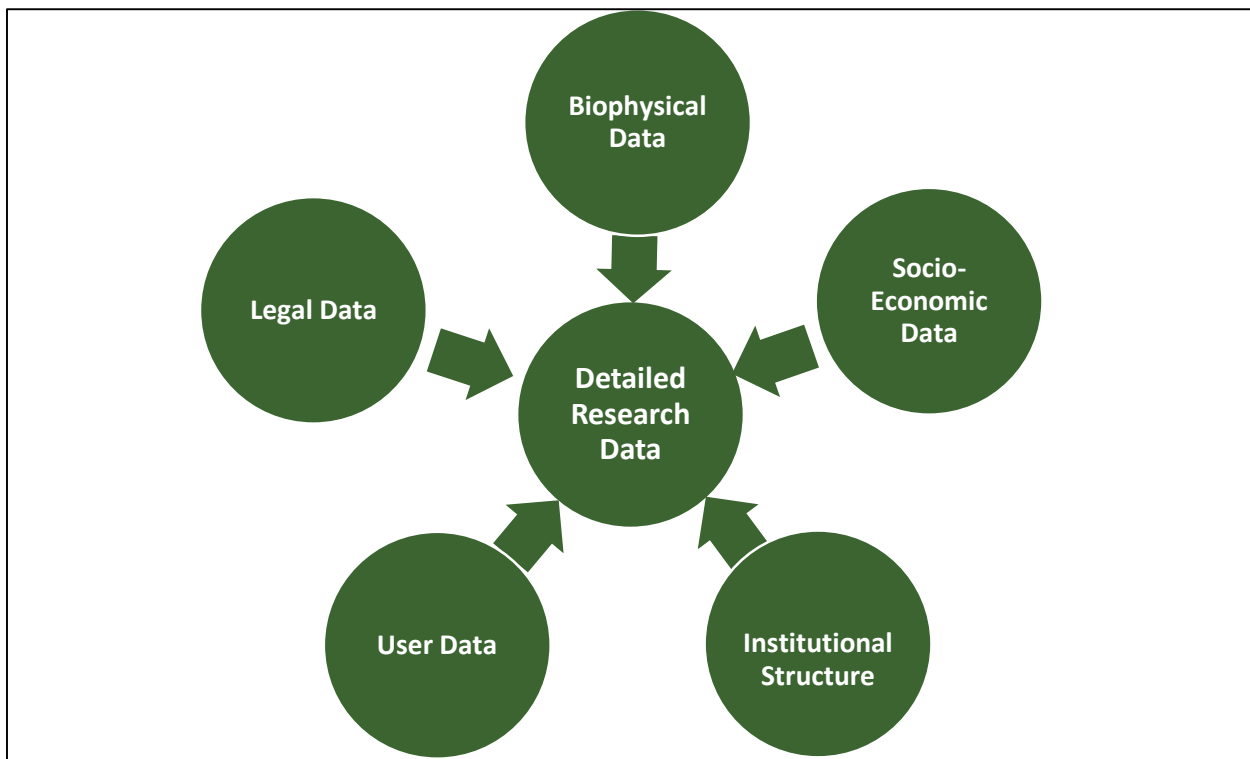 Biophysical
Data
Legal Data
Socio-
Economic
Data
Detailed
Research
Data
User Data
Institutional
Structure